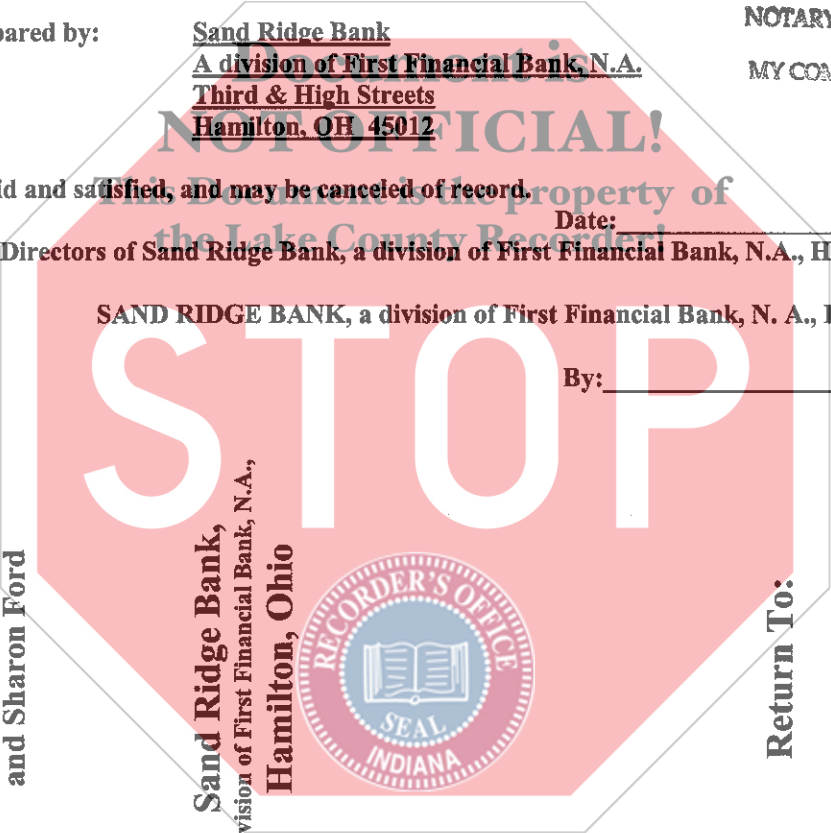 pared by: Sand Ridge Bank
A division of First Financial Bank, N.A.
Third & High Streets
Hamilton, OH 45012
NOTARY
MY COM
Document is
NOT OFFICIAL!
This Document is the property of
the Lake County Recorder!
id and satisfied, and may be canceled of record.
Date:
Directors of Sand Ridge Bank, a division of First Financial Bank, N.A., H
SAND RIDGE BANK, a division of First Financial Bank, N. A., H
By:
STOP
and Sharon Ford
Sand Ridge Bank,
vision of First Financial Bank, N.A.,
Hamilton, Ohio
RECORDER'S OFFICE
SEAL
INDIANA
Return To: